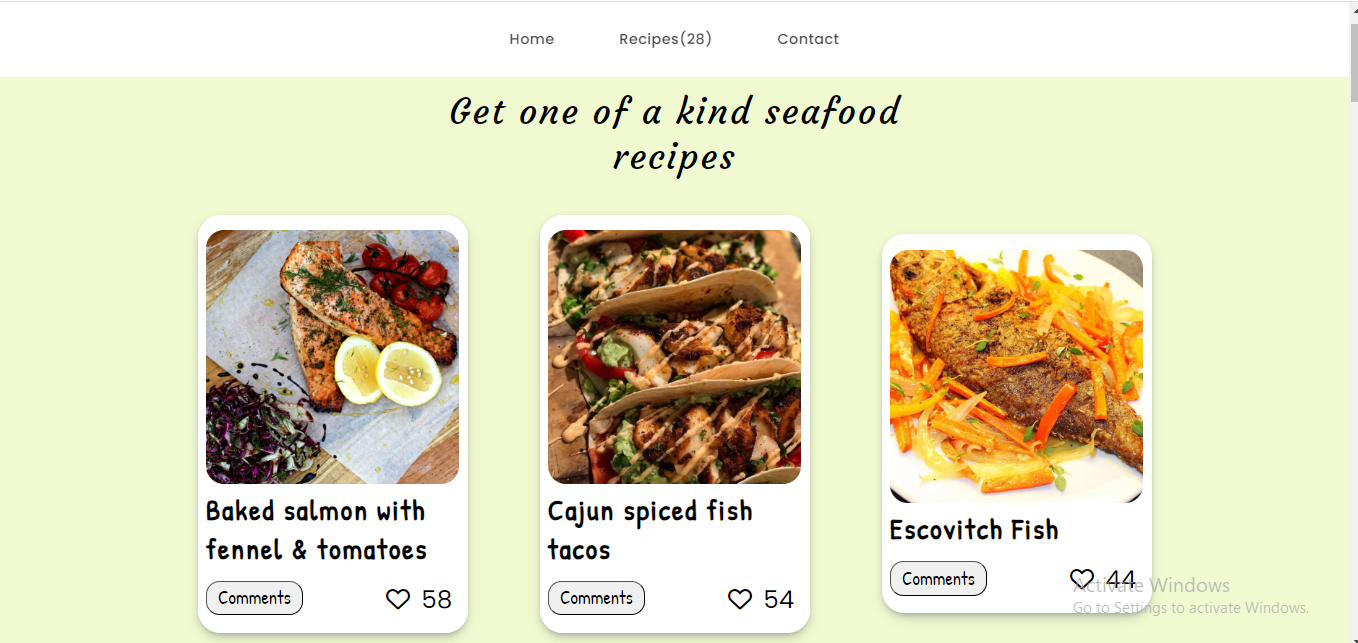 Home Recipes(28) Contact
Get one of a kind seafood
recipes
Baked salmon with
fennel & tomatoes
Comments 58
Cajun spiced fish
tacos
Comments 54
Escovitch Fish
Comments 44
Activate Windows
Go to Settings to activate Windows.